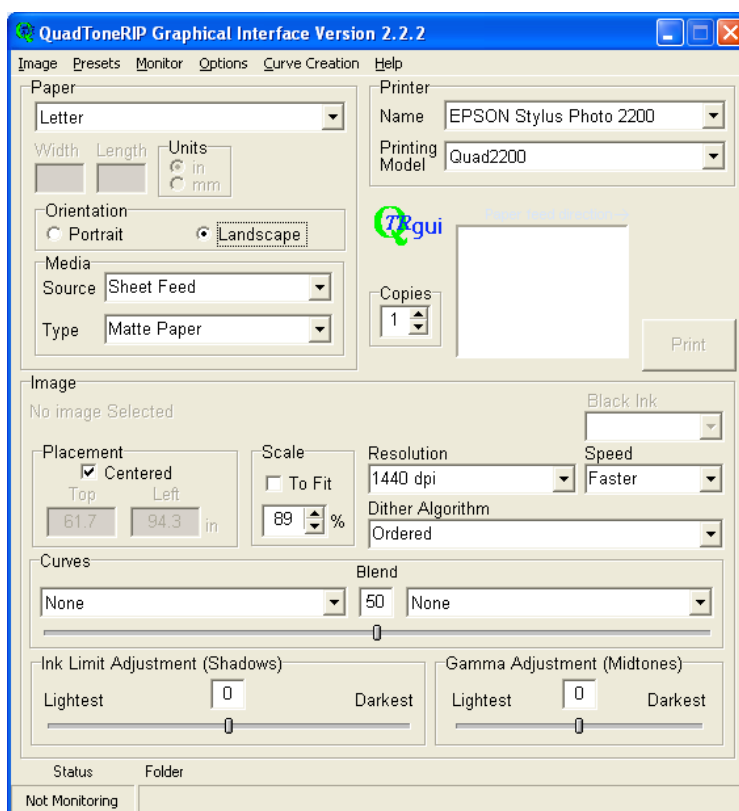 QuadToneRIP Graphical Interface Version 2.2.2
Image Presets Monitor Options Curve Creation Help
Paper
Letter
Width Length Units
in
mm
Orientation
Portrait Landscape
Media
Source Sheet Feed
Type Matte Paper
Printer
Name EPSON Stylus Photo 2200
Printing
Model Quad2200
QTRgui
Paper feed direction-->
Copies
1
Print
Image
No image Selected
Black Ink
Placement
Centered
Top Left
61.7 94.3 in
Scale
To Fit
89 %
Resolution Speed
1440 dpi Faster
Dither Algorithm
Ordered
Curves
Blend
None 50 None
Ink Limit Adjustment (Shadows)
Lightest 0 Darkest
Gamma Adjustment (Midtones)
Lightest 0 Darkest
Status Folder
Not Monitoring